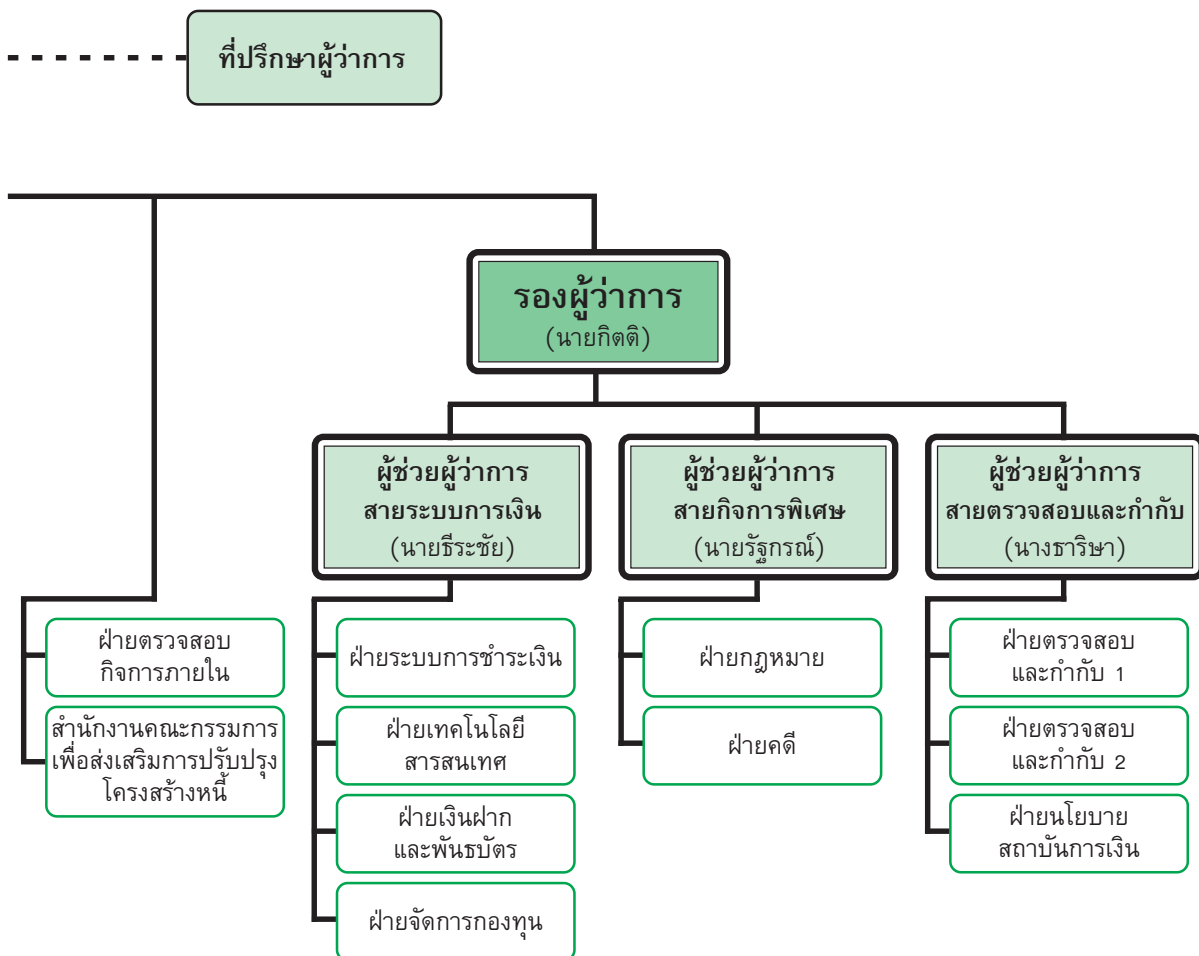 ที่ปรึกษาผู้ว่าการ
รองผู้ว่าการ
(นายกิตติ)
ผู้ช่วยผู้ว่าการ
สายระบบการเงิน
(นายธีระชัย)
ผู้ช่วยผู้ว่าการ
สายกิจการพิเศษ
(นายรัฐกรณ์)
ผู้ช่วยผู้ว่าการ
สายตรวจสอบและกำกับ
(นางธาริษา)
ฝ่ายตรวจสอบ
กิจการภายใน
สำนักงานคณะกรรมการ
เพื่อส่งเสริมการปรับปรุง
โครงสร้างหนี้
ฝ่ายระบบการชำระเงิน
ฝ่ายเทคโนโลยี
สารสนเทศ
ฝ่ายเงินฝาก
และพันธบัตร
ฝ่ายจัดการกองทุน
ฝ่ายกฎหมาย
ฝ่ายคดี
ฝ่ายตรวจสอบ
และกำกับ 1
ฝ่ายตรวจสอบ
และกำกับ 2
ฝ่ายนโยบาย
สถาบันการเงิน